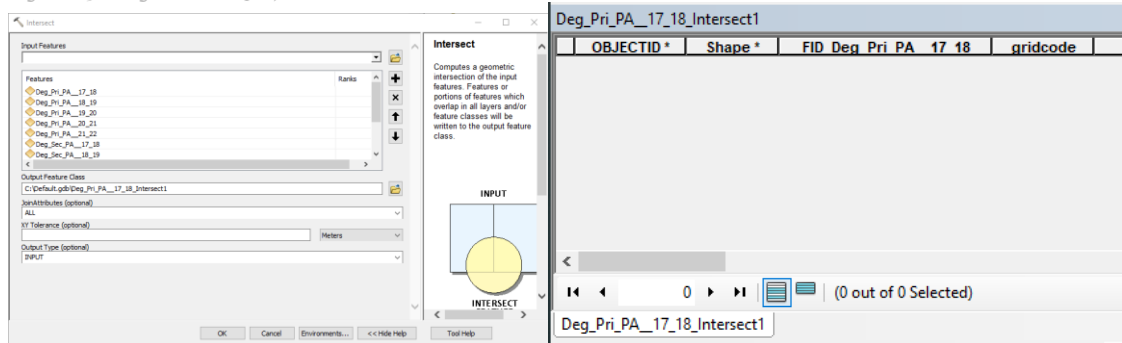 Intersect
Input Features
Features
Ranks
Deg_Pri_PA__17_18
Deg_Pri_PA__18_19
Deg_Pri_PA__19_20
Deg_Pri_PA__20_21
Deg_Pri_PA__21_22
Deg_Sec_PA__17_18
Deg_Sec_PA__18_19
Output Feature Class
C:\Default.gdb\Deg_Pri_PA__17_18_Intersect1
JoinAttributes (optional)
ALL
XY Tolerance (optional)
Meters
Output Type (optional)
INPUT
OK
Cancel
Environments...
<< Hide Help
Tool Help
Intersect
Computes a geometric
intersection of the input
features. Features or
portions of features which
overlap in all layers and/or
feature classes will be
written to the output feature
class.
INPUT
INTERSECT
Deg_Pri_PA__17_18_Intersect1
OBJECTID *
Shape *
FID_Deg_Pri_PA__17_18
gridcode
0
(0 out of 0 Selected)
Deg_Pri_PA__17_18_Intersect1